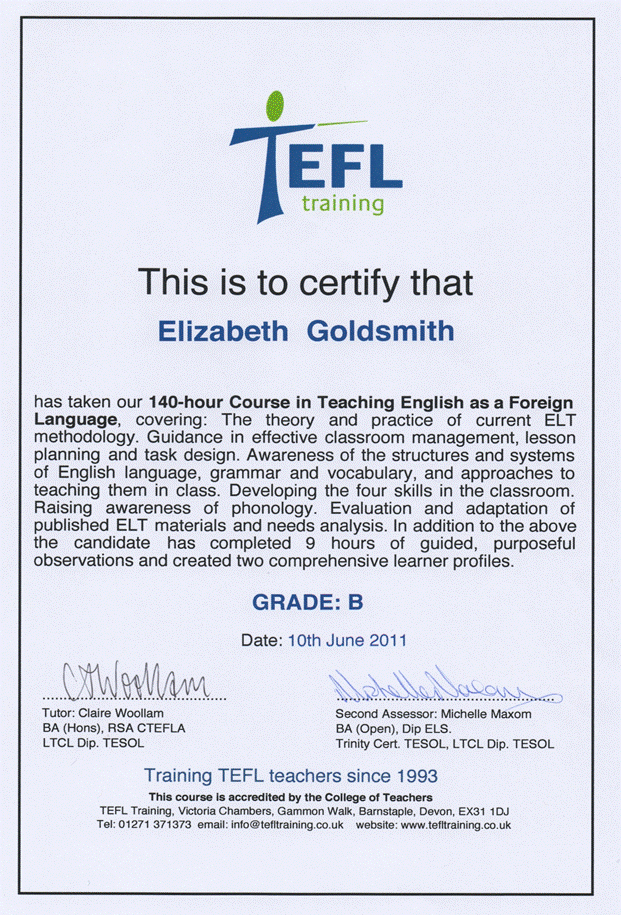 TEFL
training
This is to certify that
Elizabeth Goldsmith
has taken our 140-hour Course in Teaching English as a Foreign
Language, covering: The theory and practice of current ELT
methodology. Guidance in effective classroom management, lesson
planning and task design. Awareness of the structures and systems
of English language, grammar and vocabulary, and approaches to
teaching them in class. Developing the four skills in the classroom.
Raising awareness of phonology. Evaluation and adaptation of
published ELT materials and needs analysis. In addition to the above
the candidate has completed 9 hours of guided, purposeful
observations and created two comprehensive learner profiles.
GRADE: B
Date: 10th June 2011
C A Woollam
Michelle Maxom
Tutor: Claire Woollam
BA (Hons), RSA CTEFLA
LTCL Dip. TESOL
Second Assessor: Michelle Maxom
BA (Open), Dip ELS.
Trinity Cert. TESOL, LTCL Dip. TESOL
Training TEFL teachers since 1993
This course is accredited by the College of Teachers
TEFL Training, Victoria Chambers, Gammon Walk, Barnstaple, Devon, EX31 1DJ
Tel: 01271 371373 email: info@tefltraining.co.uk website: www.tefltraining.co.uk